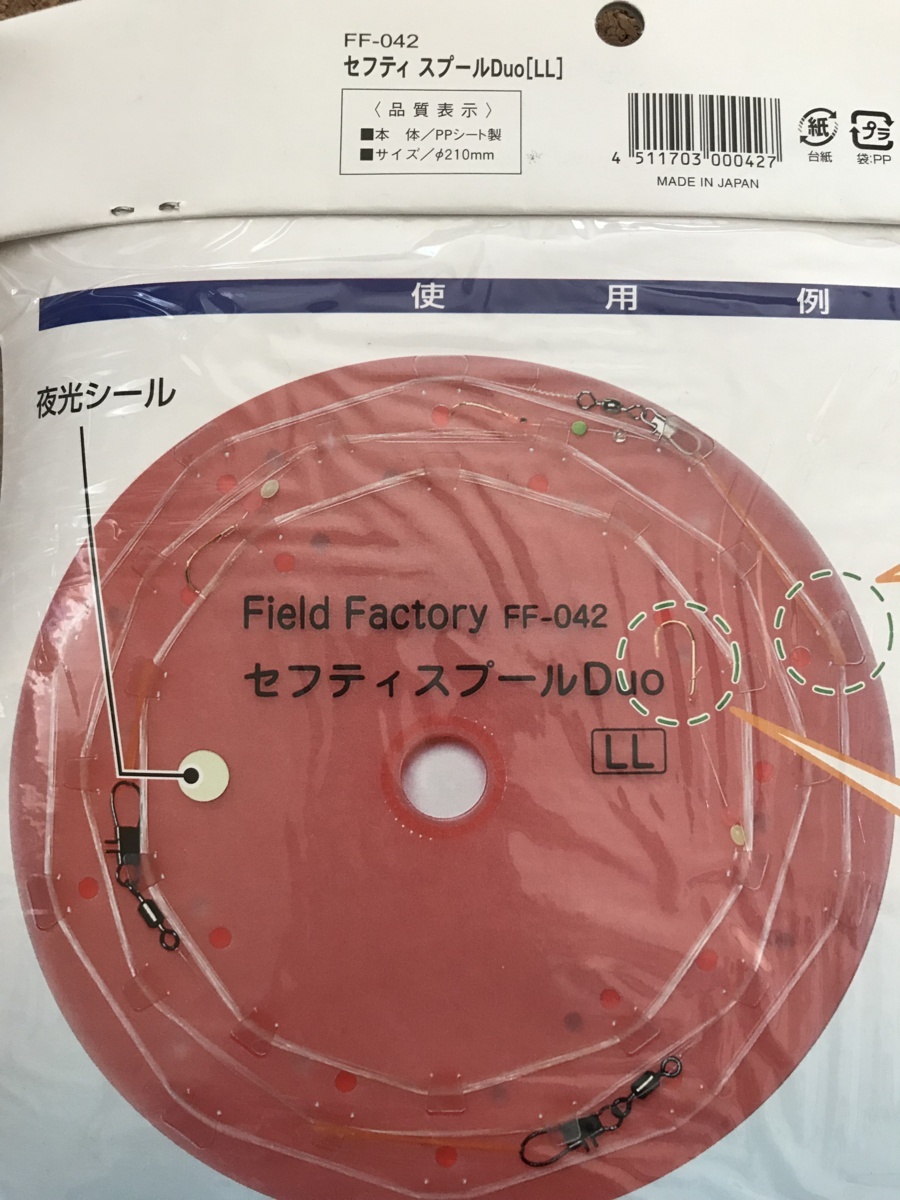 FF-042
セフティ スプールDuo[LL]
〈品質表示〉
■本　体／PPシート製
■サイズ／φ210mm
4 511703 000427
MADE IN JAPAN
紙
台紙
プラ
袋:PP
使用例
夜光シール
Field Factory FF-042
セフティスプールDuo
LL